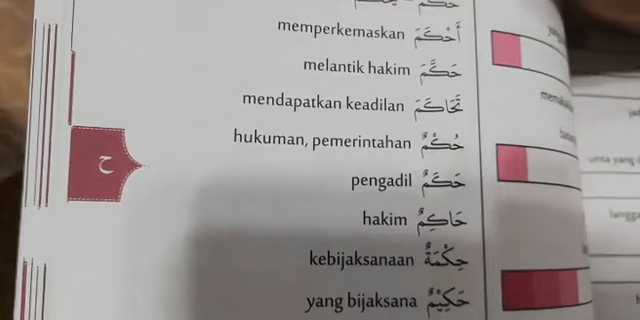 memperkemaskan أَحْكَمَ
melantik hakim حَكَّمَ
mendapatkan keadilan تَحَاكَمَ
hukuman, pemerintahan حُكْمٌ
pengadil حَكَمٌ
hakim حَاكِمٌ
kebijaksanaan حِكْمَةٌ
yang bijaksana حَكِيْمٌ
ح